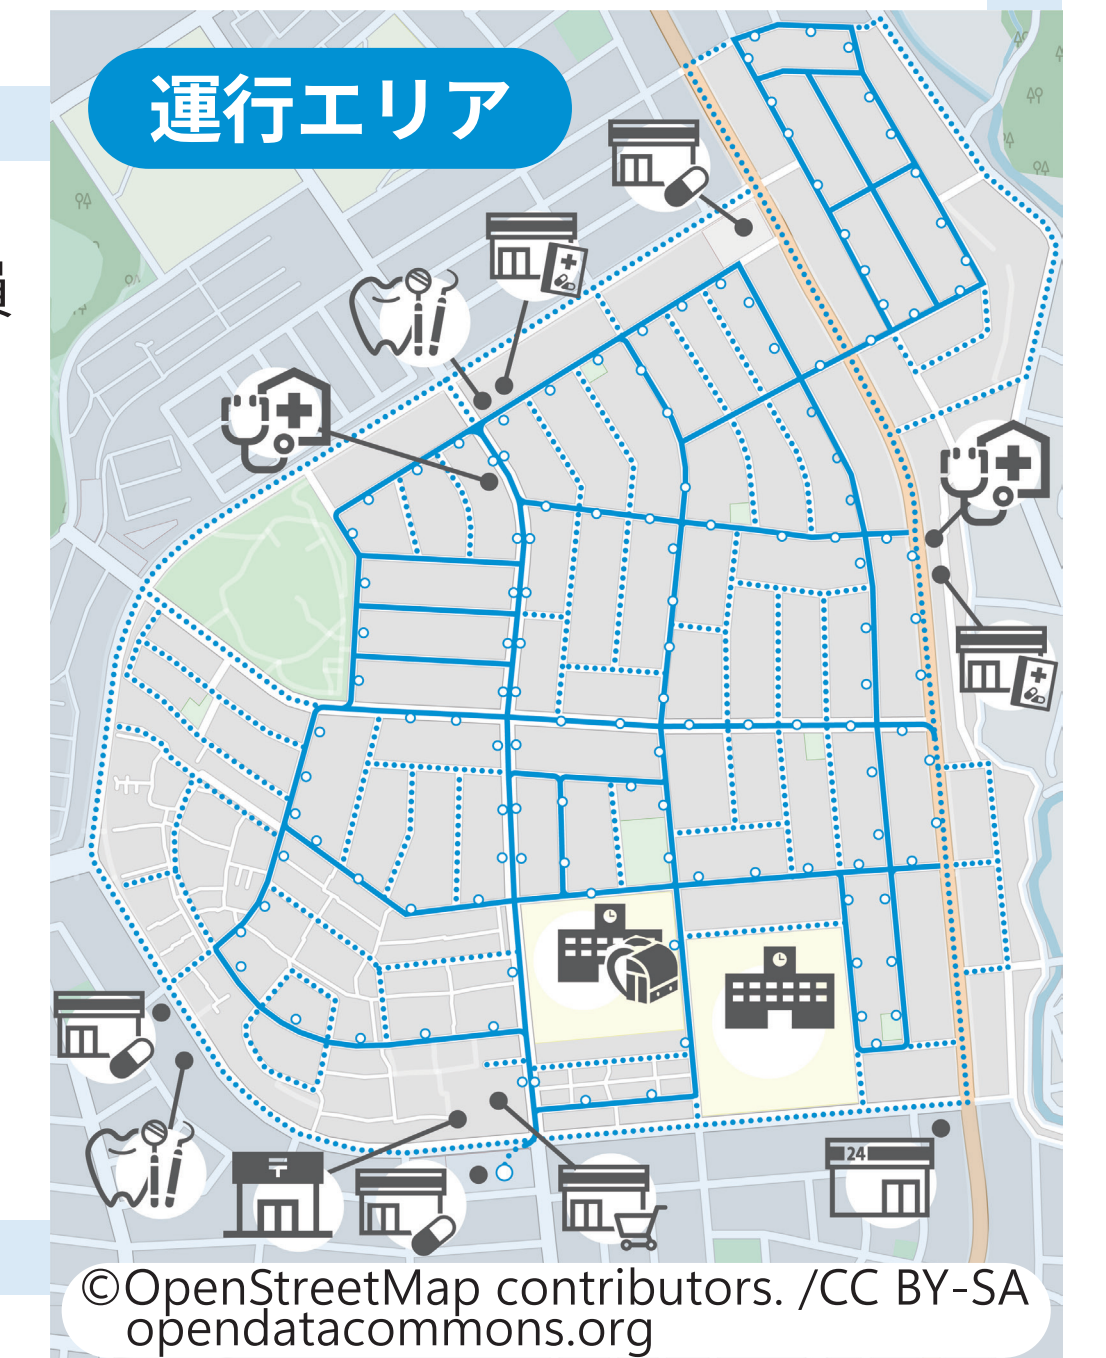 運行エリア
〒
24
©OpenStreetMap contributors. /CC BY-SA
opendatacommons.org